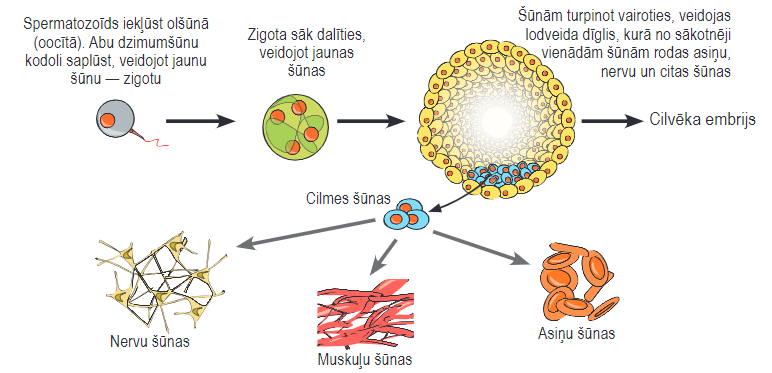 Spermatozoīds iekļūst olšūnā
(oocītā). Abu dzimumšūnu
kodoli saplūst, veidojot jaunu
šūnu — zigotu
Zigota sāk dalīties,
veidojot jaunas
šūnas
Šūnām turpinot vairoties, veidojas
lodveida dīglis, kurā no sākotnēji
vienādām šūnām rodas asiņu,
nervu un citas šūnas
Cilvēka embrijs
Cilmes šūnas
Nervu šūnas
Muskuļu šūnas
Asiņu šūnas